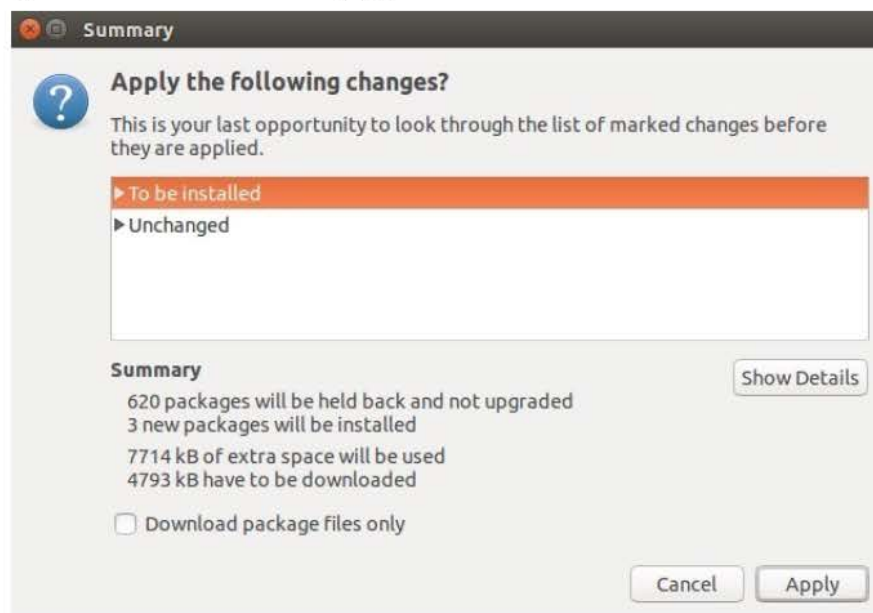 Summary
Apply the following changes?
This is your last opportunity to look through the list of marked changes before
they are applied.
To be installed
Unchanged
Summary
Show Details
620 packages will be held back and not upgraded
3 new packages will be installed
7714 kB of extra space will be used
4793 kB have to be downloaded
Download package files only
Cancel
Apply